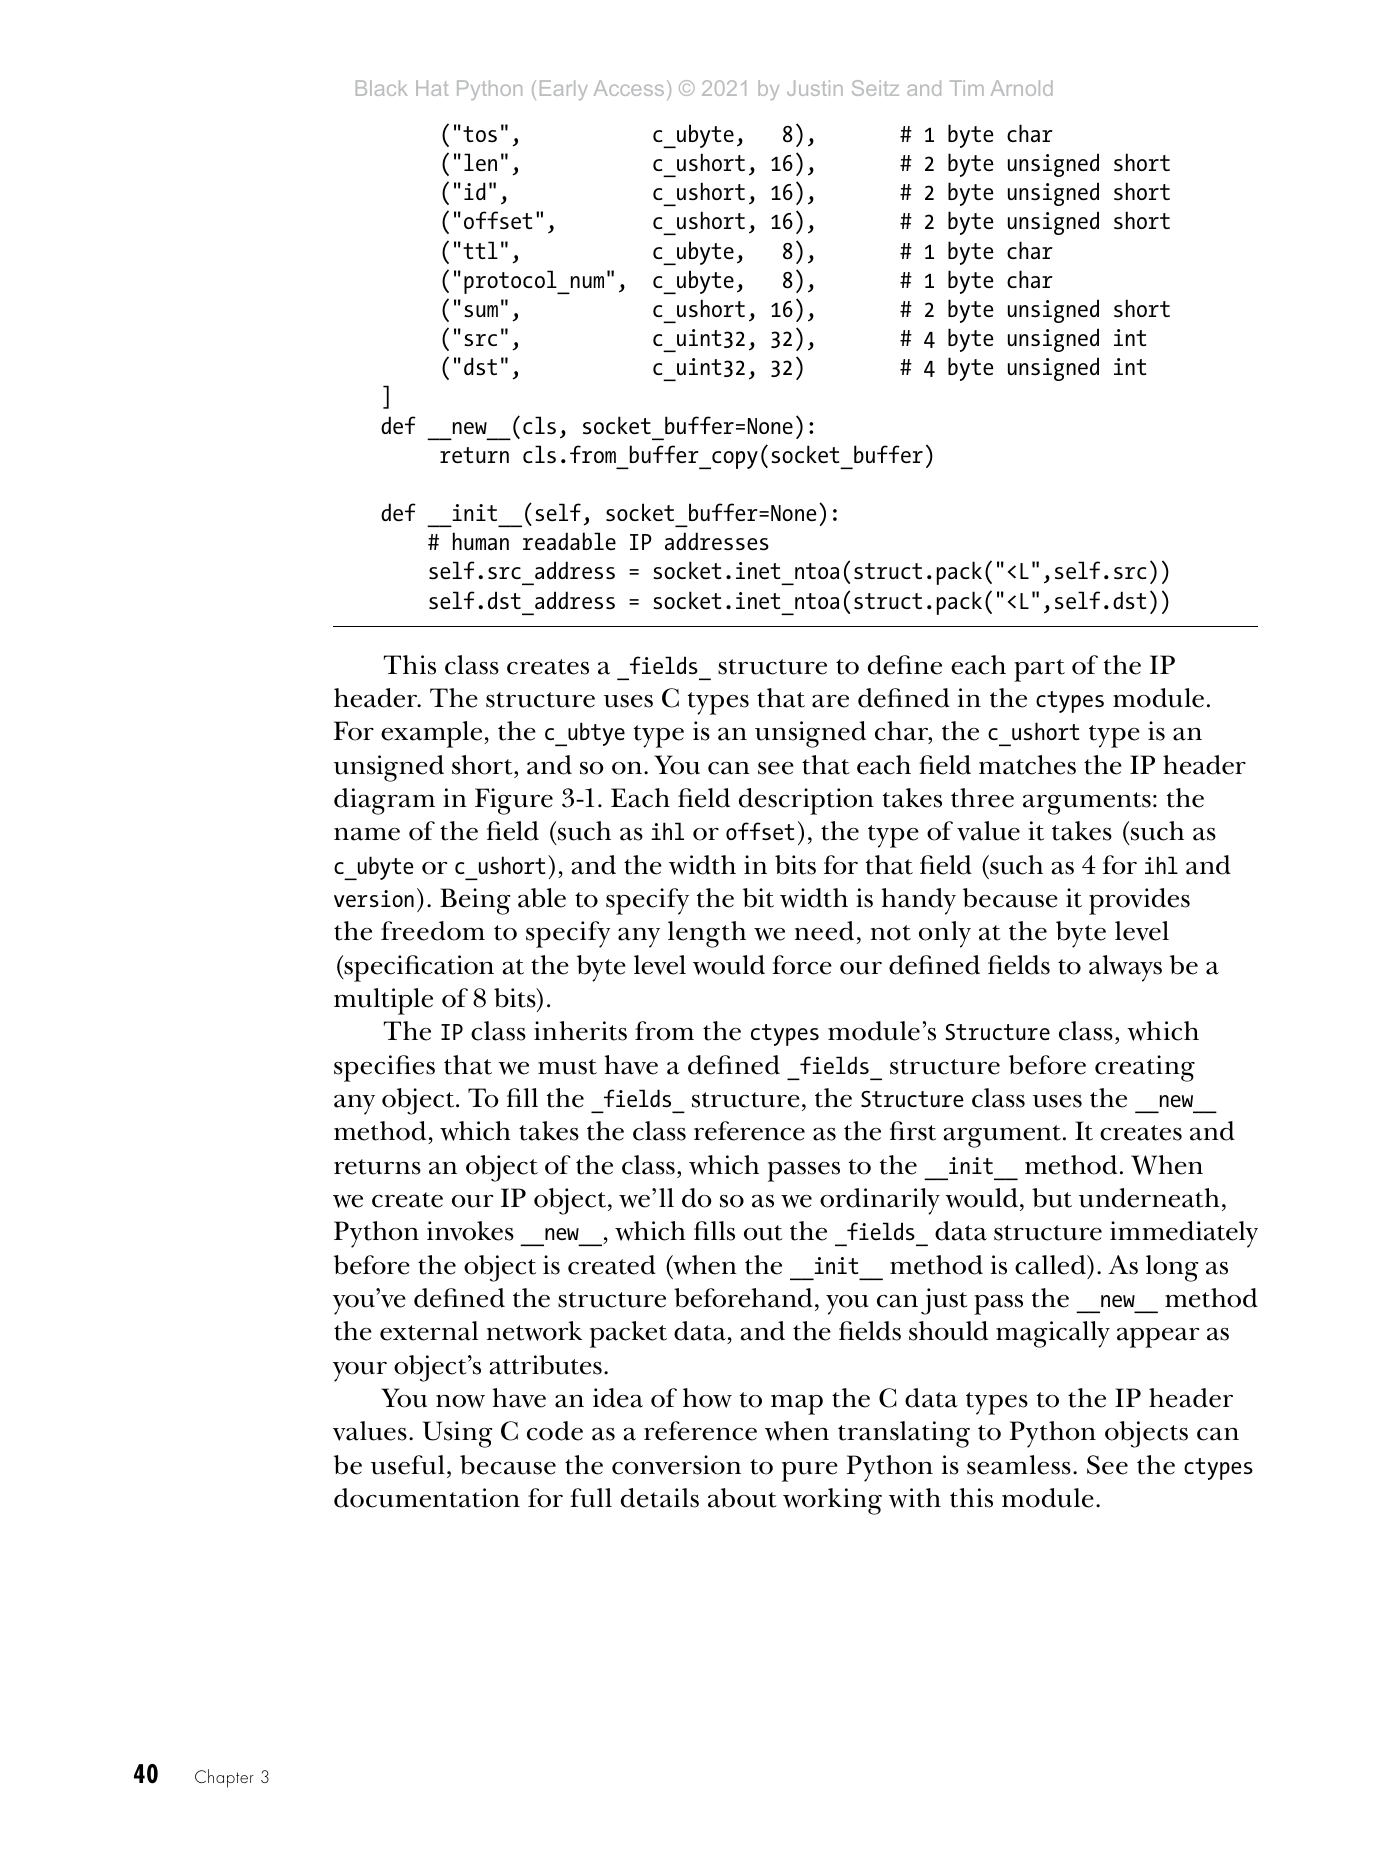 Black Hat Python (Early Access) © 2021 by Justin Seitz and Tim Arnold
("tos",           c_ubyte,   8),       # 1 byte char
("len",           c_ushort, 16),       # 2 byte unsigned short
("id",            c_ushort, 16),       # 2 byte unsigned short
("offset",        c_ushort, 16),       # 2 byte unsigned short
("ttl",           c_ubyte,   8),       # 1 byte char
("protocol_num",  c_ubyte,   8),       # 1 byte char
("sum",           c_ushort, 16),       # 2 byte unsigned short
("src",           c_uint32, 32),       # 4 byte unsigned int
("dst",           c_uint32, 32)        # 4 byte unsigned int
]
def __new__(cls, socket_buffer=None):
return cls.from_buffer_copy(socket_buffer)
def __init__(self, socket_buffer=None):
# human readable IP addresses
self.src_address = socket.inet_ntoa(struct.pack("<L",self.src))
self.dst_address = socket.inet_ntoa(struct.pack("<L",self.dst))
This class creates a _fields_ structure to define each part of the IP
header. The structure uses C types that are defined in the ctypes module.
For example, the c_ubtye type is an unsigned char, the c_ushort type is an
unsigned short, and so on. You can see that each field matches the IP header
diagram in Figure 3-1. Each field description takes three arguments: the
name of the field (such as ihl or offset), the type of value it takes (such as
c_ubyte or c_ushort), and the width in bits for that field (such as 4 for ihl and
version). Being able to specify the bit width is handy because it provides
the freedom to specify any length we need, not only at the byte level
(specification at the byte level would force our defined fields to always be a
multiple of 8 bits).
The IP class inherits from the ctypes module's Structure class, which
specifies that we must have a defined _fields_ structure before creating
any object. To fill the _fields_ structure, the Structure class uses the __new__
method, which takes the class reference as the first argument. It creates and
returns an object of the class, which passes to the __init__ method. When
we create our IP object, we'll do so as we ordinarily would, but underneath,
Python invokes __new__, which fills out the _fields_ data structure immediately
before the object is created (when the __init__ method is called). As long as
you've defined the structure beforehand, you can just pass the __new__ method
the external network packet data, and the fields should magically appear as
your object's attributes.
You now have an idea of how to map the C data types to the IP header
values. Using C code as a reference when translating to Python objects can
be useful, because the conversion to pure Python is seamless. See the ctypes
documentation for full details about working with this module.
40 Chapter 3